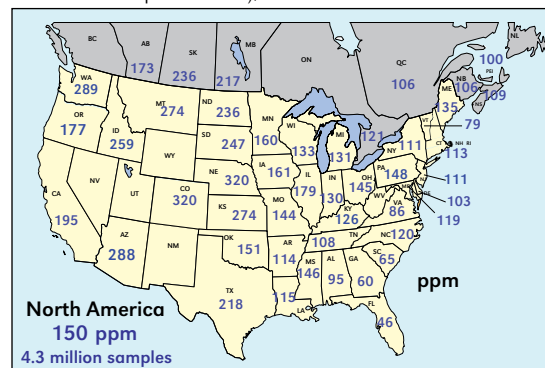 BC
AB
173
SK
236
MB
217
ON
QC
106
NL
100
PEI
NB
106
NS
109
WA
289
MT
274
ND
236
MN
160
WI
133
MI
131
121
ME
135
VT
79
NY
111
CT
MA
NH
RI
113
OR
177
ID
259
WY
SD
247
IA
161
NE
320
IL
179
IN
130
OH
145
PA
148
NJ
111
MD
DE
103
119
WV
VA
86
KY
126
CA
195
NV
UT
CO
320
KS
274
MO
144
AZ
288
NM
OK
151
AR
114
TN
108
NC
120
SC
65
MS
146
AL
95
GA
60
TX
218
LA
115
FL
46
ppm
North America
150 ppm
4.3 million samples